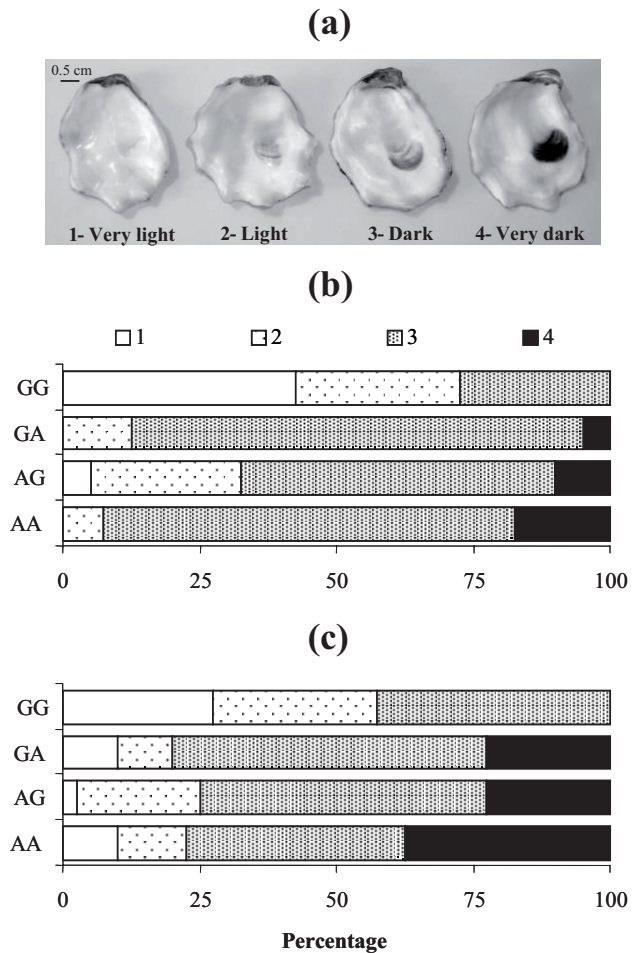 (a)
0.5 cm
1- Very light 2- Light 3- Dark 4- Very dark
(b)
1 2 3 4
GG
GA
AG
AA
0 25 50 75 100
(c)
GG
GA
AG
AA
0 25 50 75 100
Percentage